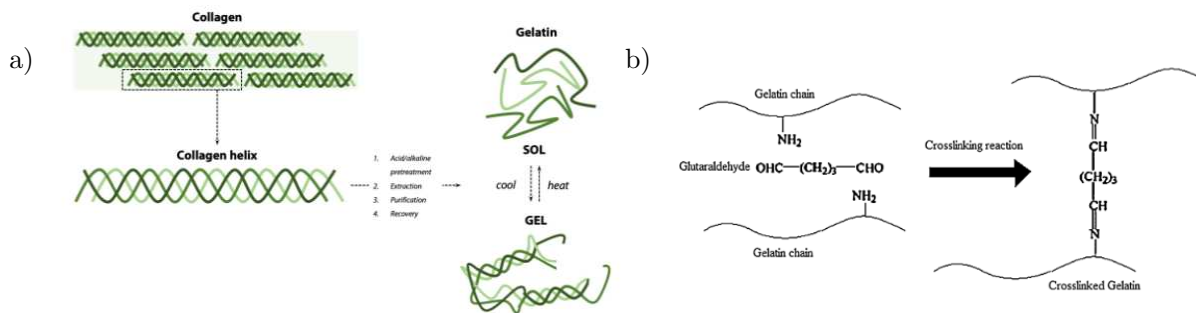 a)
Collagen
Collagen helix
1. Acid/alkaline
pretreatment
2. Extraction
3. Purification
4. Recovery
Gelatin
SOL
cool heat
GEL
b)
Gelatin chain
NH2
Glutaraldehyde OHC—(CH2)3—CHO
NH2
Gelatin chain
Crosslinking reaction
N
CH
(CH2)3
CH
N
Crosslinked Gelatin